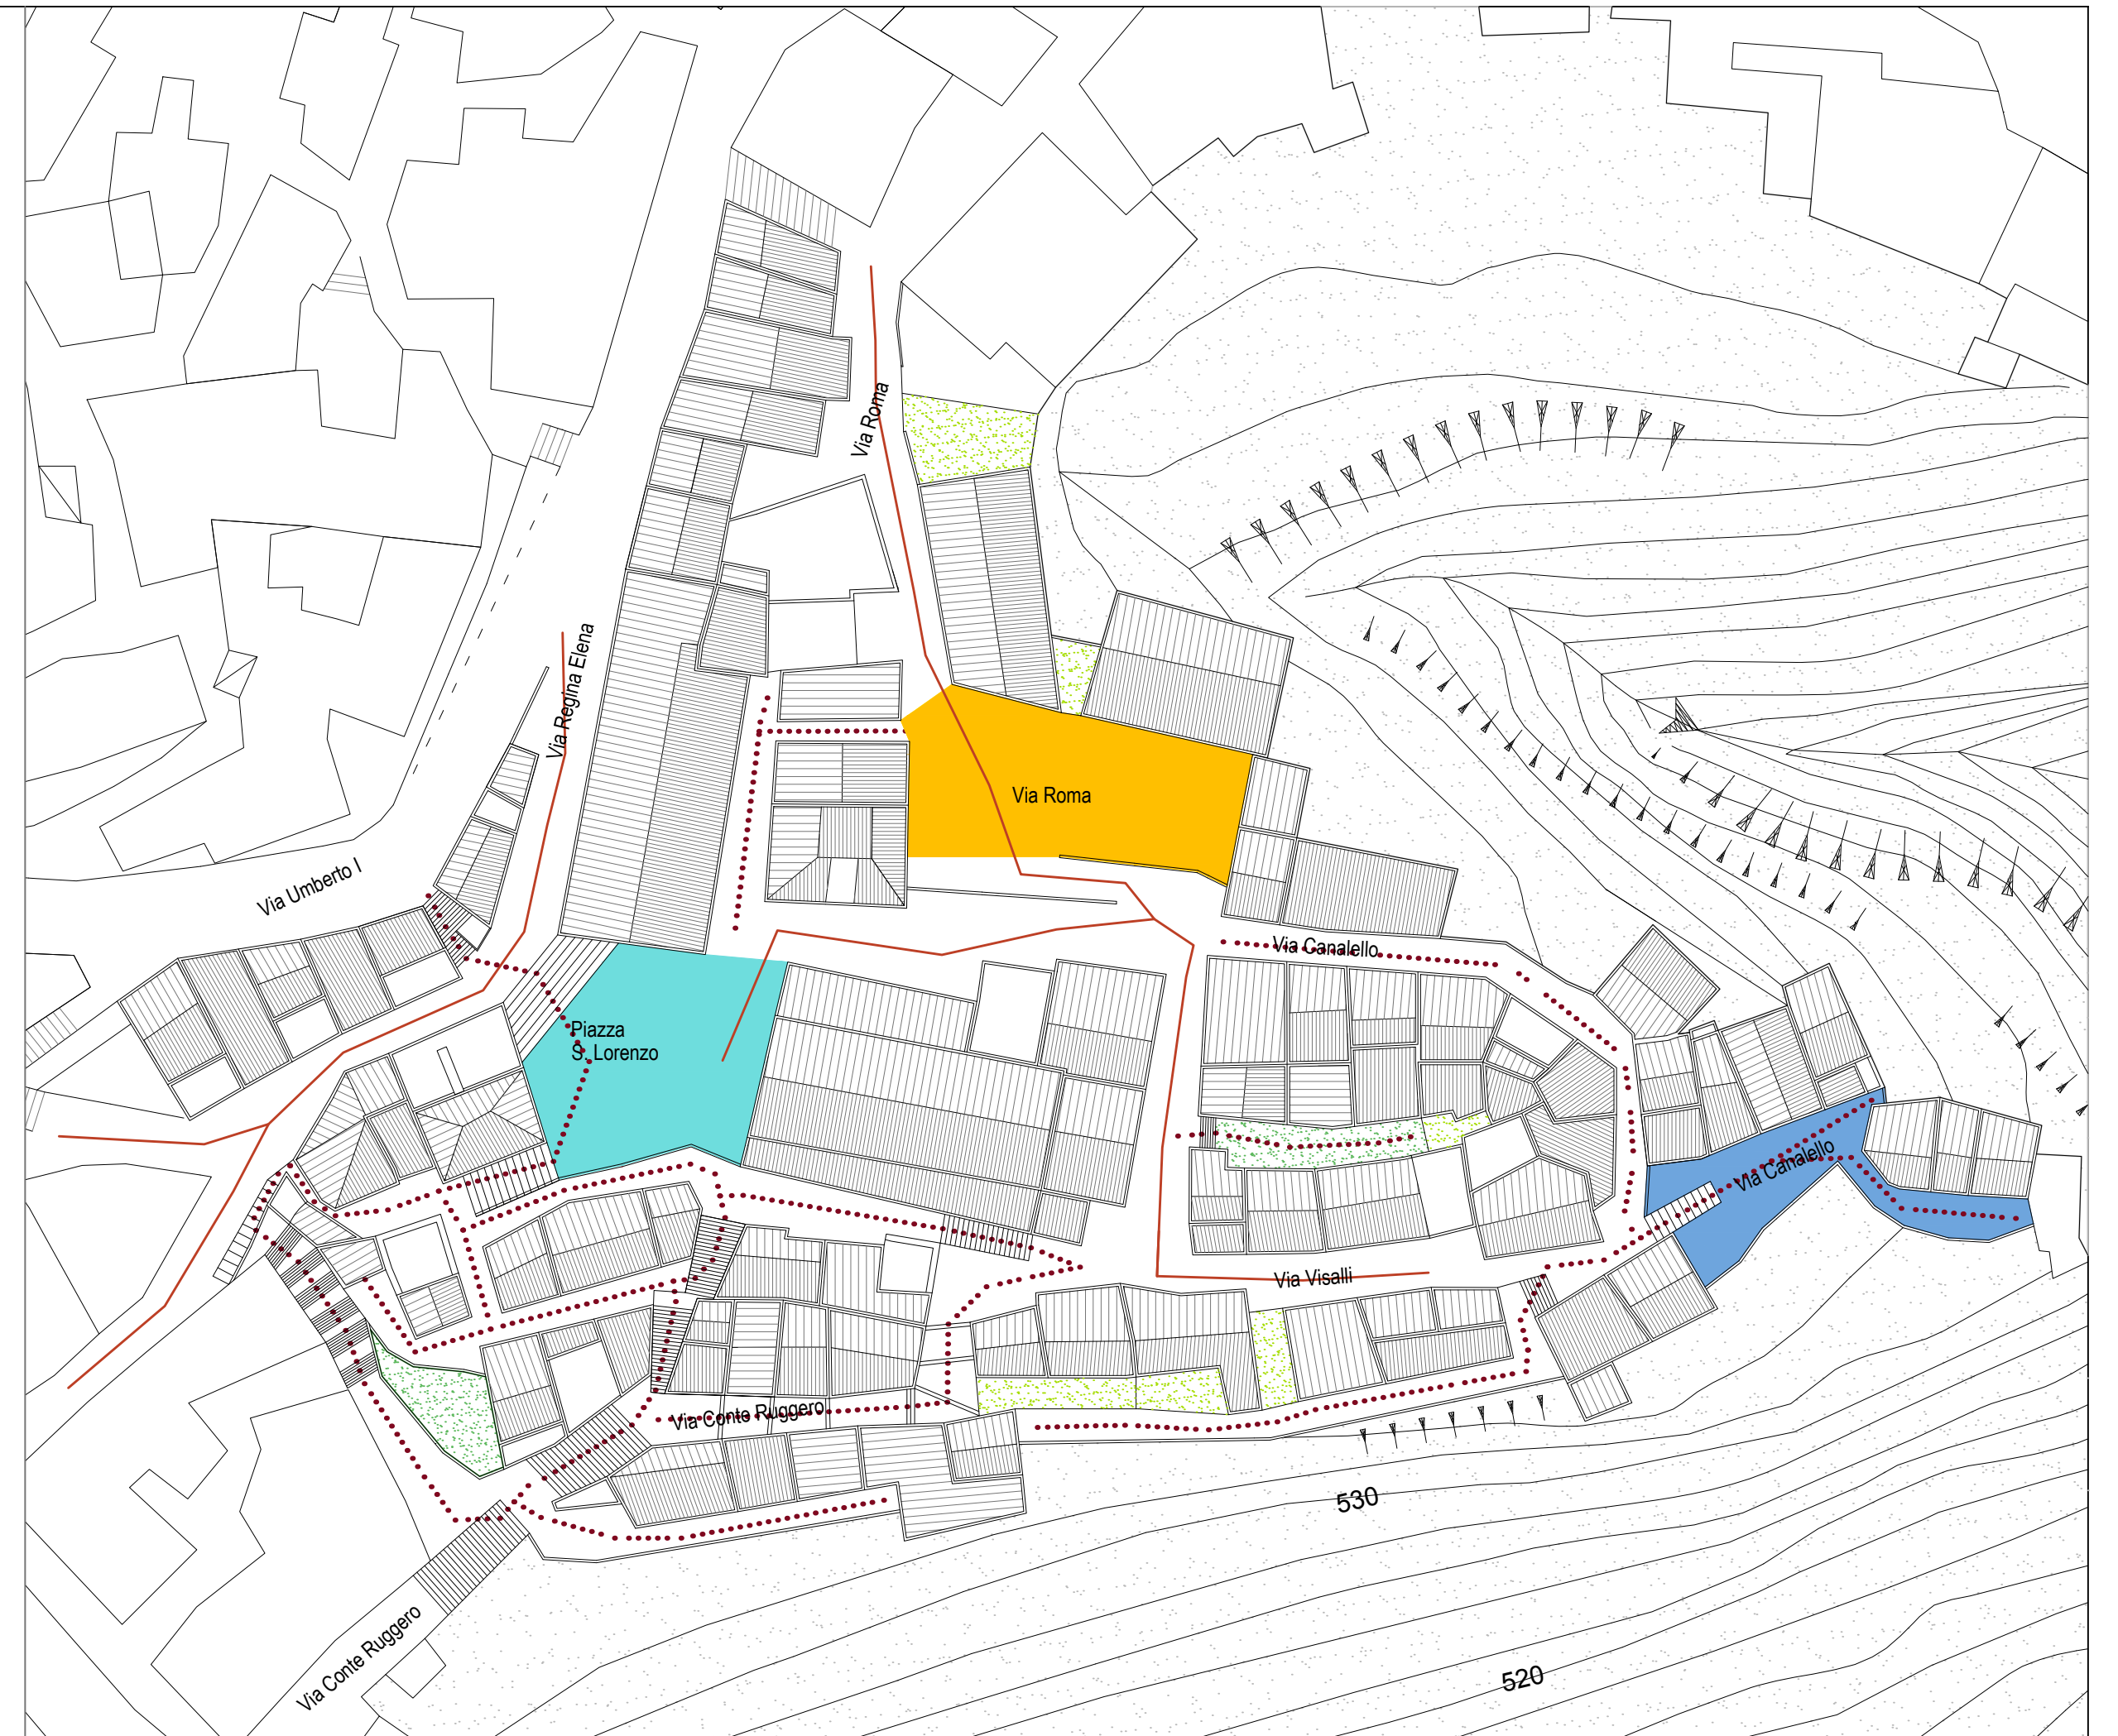 Via Roma
Via Regina Elena
Via Roma
Via Umberto I
Via Canalello
Piazza
S. Lorenzo
Via Canalello
Via Visalli
Via Conte Ruggero
530
Via Conte Ruggero
520